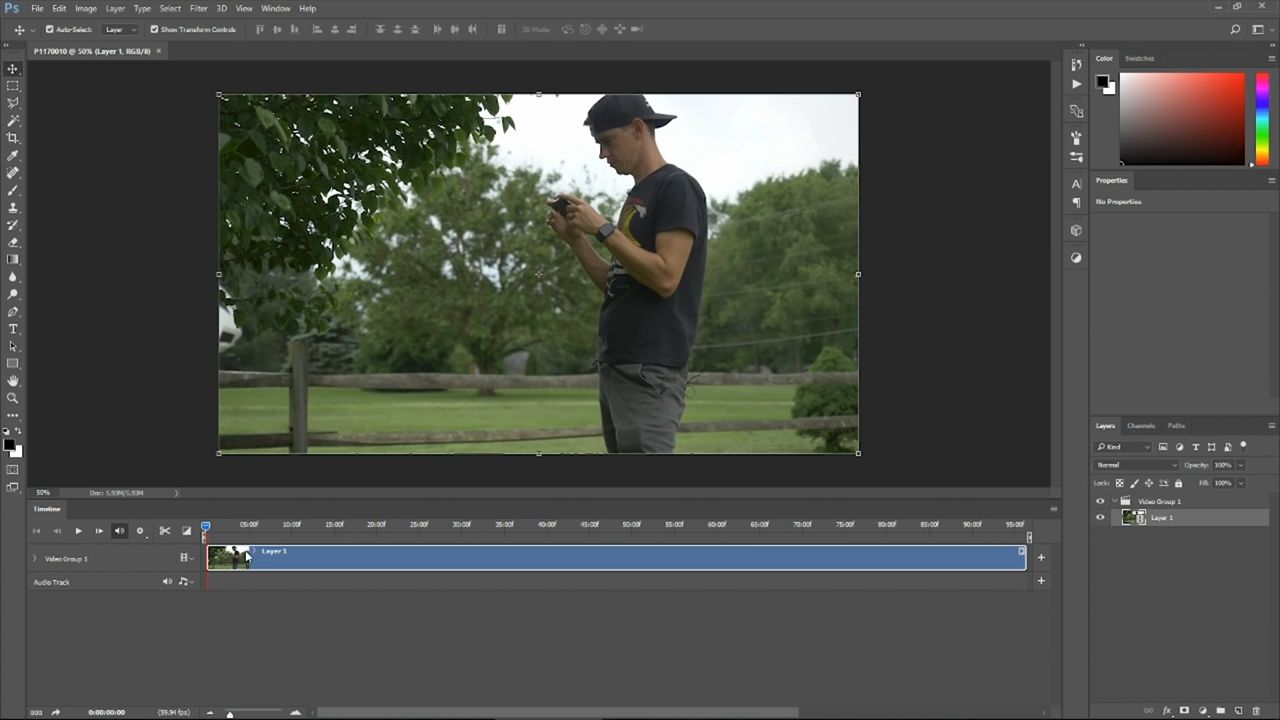 Ps File Edit Image Layer Type Select Filter 3D View Window Help
Auto-Select: Layer Show Transform Controls 3D Mode:
P1170010 @ 50% (Layer 1, RGB/8) ×
Color Swatches
Properties
No Properties
Layers Channels Paths
Kind
Normal Opacity: 100%
Lock: Fill: 100%
Video Group 1
Layer 1
50% Doc: 5.93M/5.93M
Timeline
05:00f 10:00f 15:00f 20:00f 25:00f 30:00f 35:00f 40:00f 45:00f 50:00f 55:00f 60:00f 65:00f 70:00f 75:00f 80:00f 85:00f 90:00f 95:00f
Layer 1
Video Group 1
Audio Track
0:00:00:00 (59.94 fps)